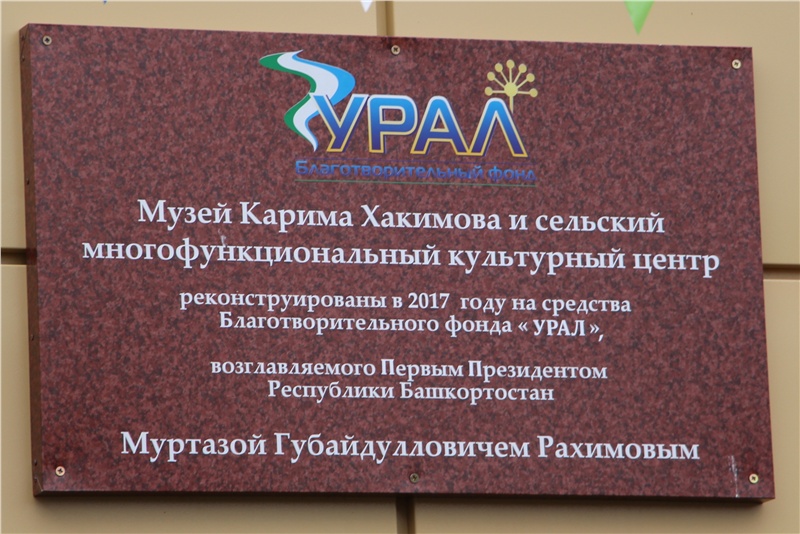 УРАЛ
Благотворительный фонд
Музей Карима Хакимова и сельский
многофункциональный культурный центр
реконструированы в 2017 году на средства
Благотворительного фонда « УРАЛ »,
возглавляемого Первым Президентом
Республики Башкортостан
Муртазой Губайдулловичем Рахимовым